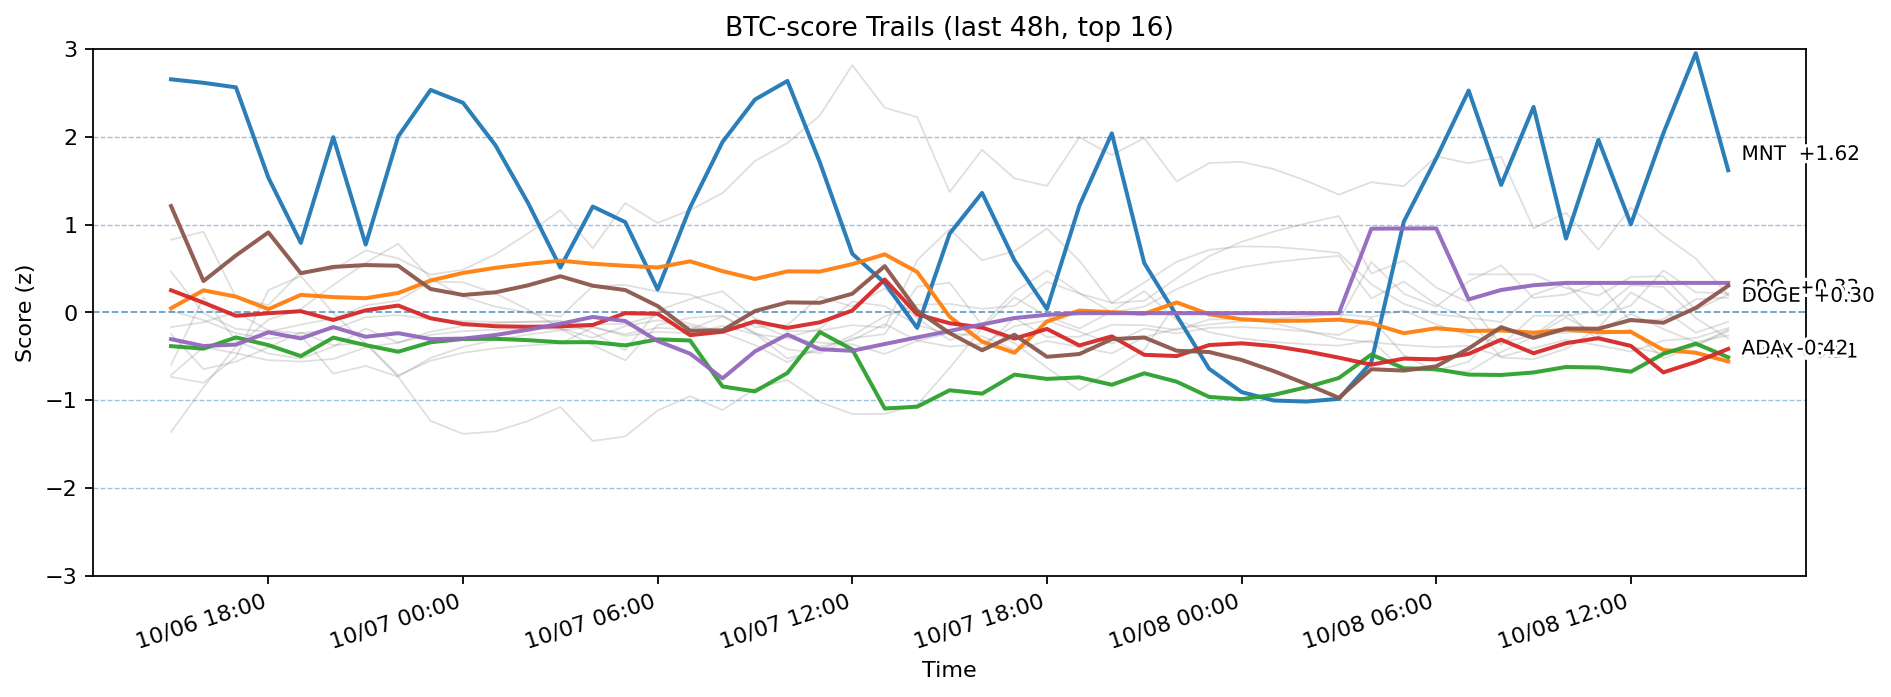 BTC-score Trails (last 48h, top 16)
Score (z)
3
2
1
0
−1
−2
−3
MNT +1.62
DOGE +0.30
ADA -0.42
10/06 18:00
10/07 00:00
10/07 06:00
10/07 12:00
10/07 18:00
10/08 00:00
10/08 06:00
10/08 12:00
Time